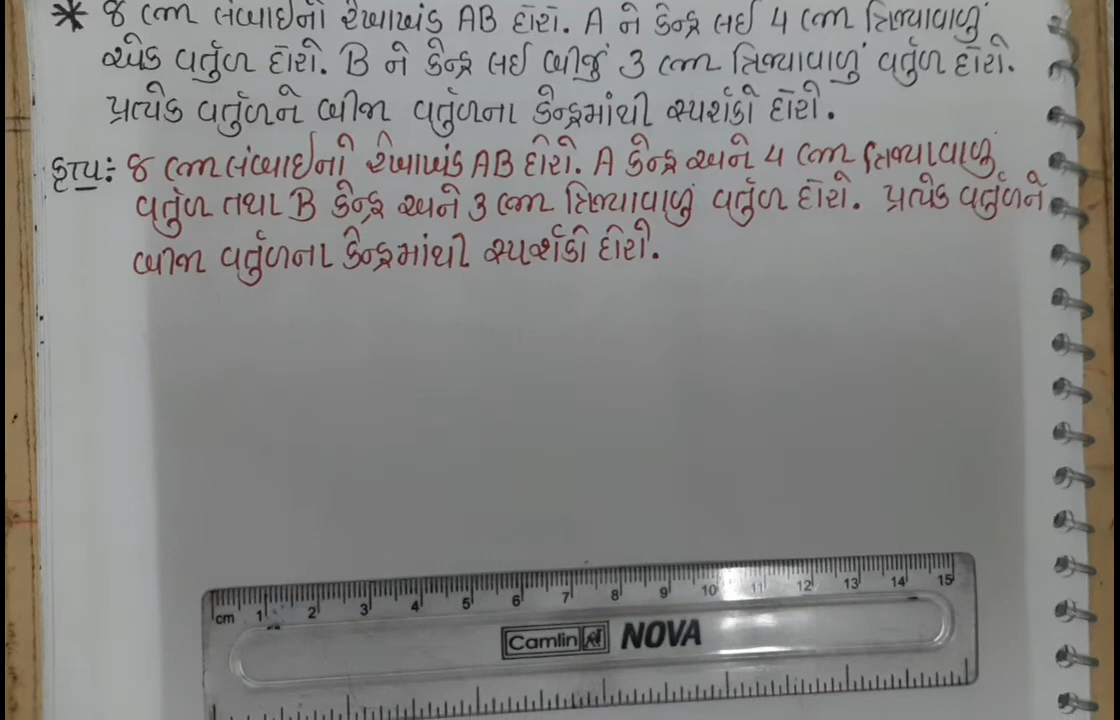 * 8 cm લંબાઈનો રેખાખંડ AB દોરો. A ને કેન્દ્ર લઈ 4 cm ત્રિજ્યાવાળું
એક વર્તુળ દોરો. B ને કેન્દ્ર લઈ બીજું 3 cm ત્રિજ્યાવાળું વર્તુળ દોરો.
પ્રત્યેક વર્તુળને બીજા વર્તુળના કેન્દ્રમાંથી સ્પર્શકો દોરો.
કૃત્ય: 8 cm લંબાઈનો રેખાખંડ AB દોરો. A કેન્દ્ર અને 4 cm ત્રિજ્યાવાળું
વર્તુળ તથા B કેન્દ્ર અને 3 cm ત્રિજ્યાવાળું વર્તુળ દોરો. પ્રત્યેક વર્તુળને
બીજા વર્તુળના કેન્દ્રમાંથી સ્પર્શકો દોરો.
cm 1 2 3 4 5 6 7 8 9 10 11 12 13 14 15
Camlin NOVA